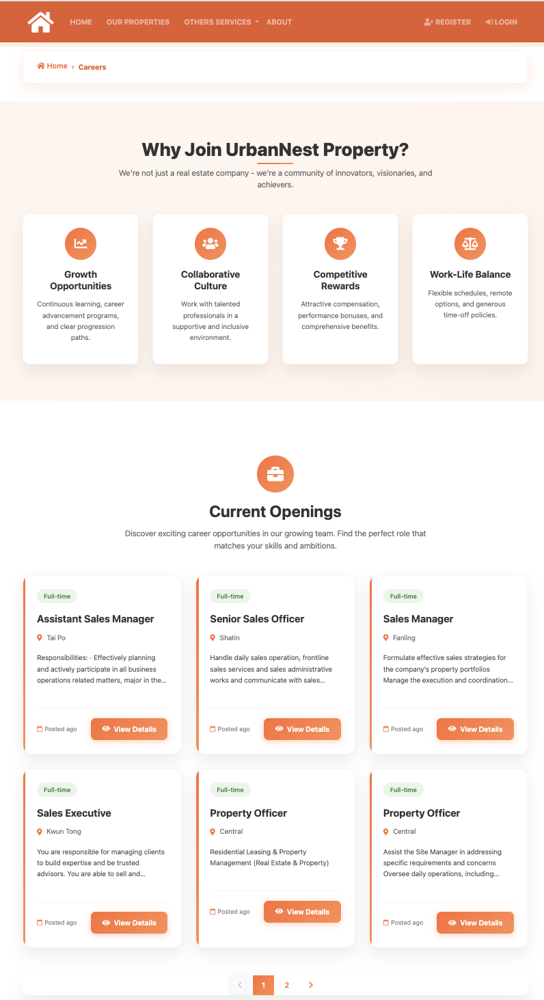 HOME OUR PROPERTIES OTHERS SERVICES ABOUT REGISTER LOGIN
Home › Careers
Why Join UrbanNest Property?
We're not just a real estate company - we're a community of innovators, visionaries, and
achievers.
Growth
Opportunities
Continuous learning, career
advancement programs,
and clear progression
paths.
Collaborative
Culture
Work with talented
professionals in a
supportive and inclusive
environment.
Competitive
Rewards
Attractive compensation,
performance bonuses, and
comprehensive benefits.
Work-Life Balance
Flexible schedules, remote
options, and generous
time-off policies.
Current Openings
Discover exciting career opportunities in our growing team. Find the perfect role that
matches your skills and ambitions.
Full-time
Assistant Sales Manager
Tai Po
Responsibilities: · Effectively planning
and actively participate in all business
operations related matters, major in the...
Posted ago
View Details
Full-time
Senior Sales Officer
Shatin
Handle daily sales operation, frontline
sales services and sales administrative
works and communicate with sales...
Posted ago
View Details
Full-time
Sales Manager
Fanling
Formulate effective sales strategies for
the company's property portfolios
Manage the execution and coordination...
Posted ago
View Details
Full-time
Sales Executive
Kwun Tong
You are responsible for managing clients
to build expertise and be trusted
advisors. You are able to sell and...
Posted ago
View Details
Full-time
Property Officer
Central
Residential Leasing & Property
Management (Real Estate & Property)
Posted ago
View Details
Full-time
Property Officer
Central
Assist the Site Manager in addressing
specific requirements and concerns
Oversee daily operations, including...
Posted ago
View Details
1 2